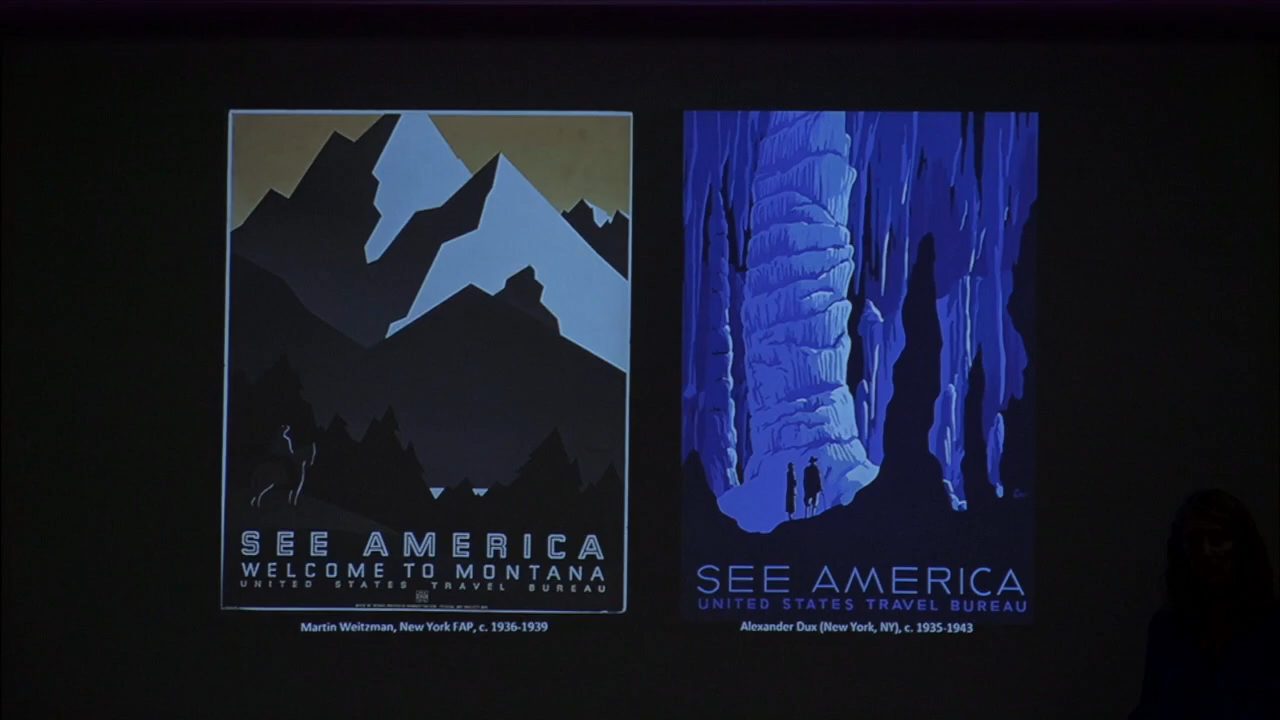 SEE AMERICA
WELCOME TO MONTANA
UNITED STATES TRAVEL BUREAU
Martin Weitzman, New York FAP, c. 1936-1939
SEE AMERICA
UNITED STATES TRAVEL BUREAU
Alexander Dux (New York, NY), c. 1935-1943